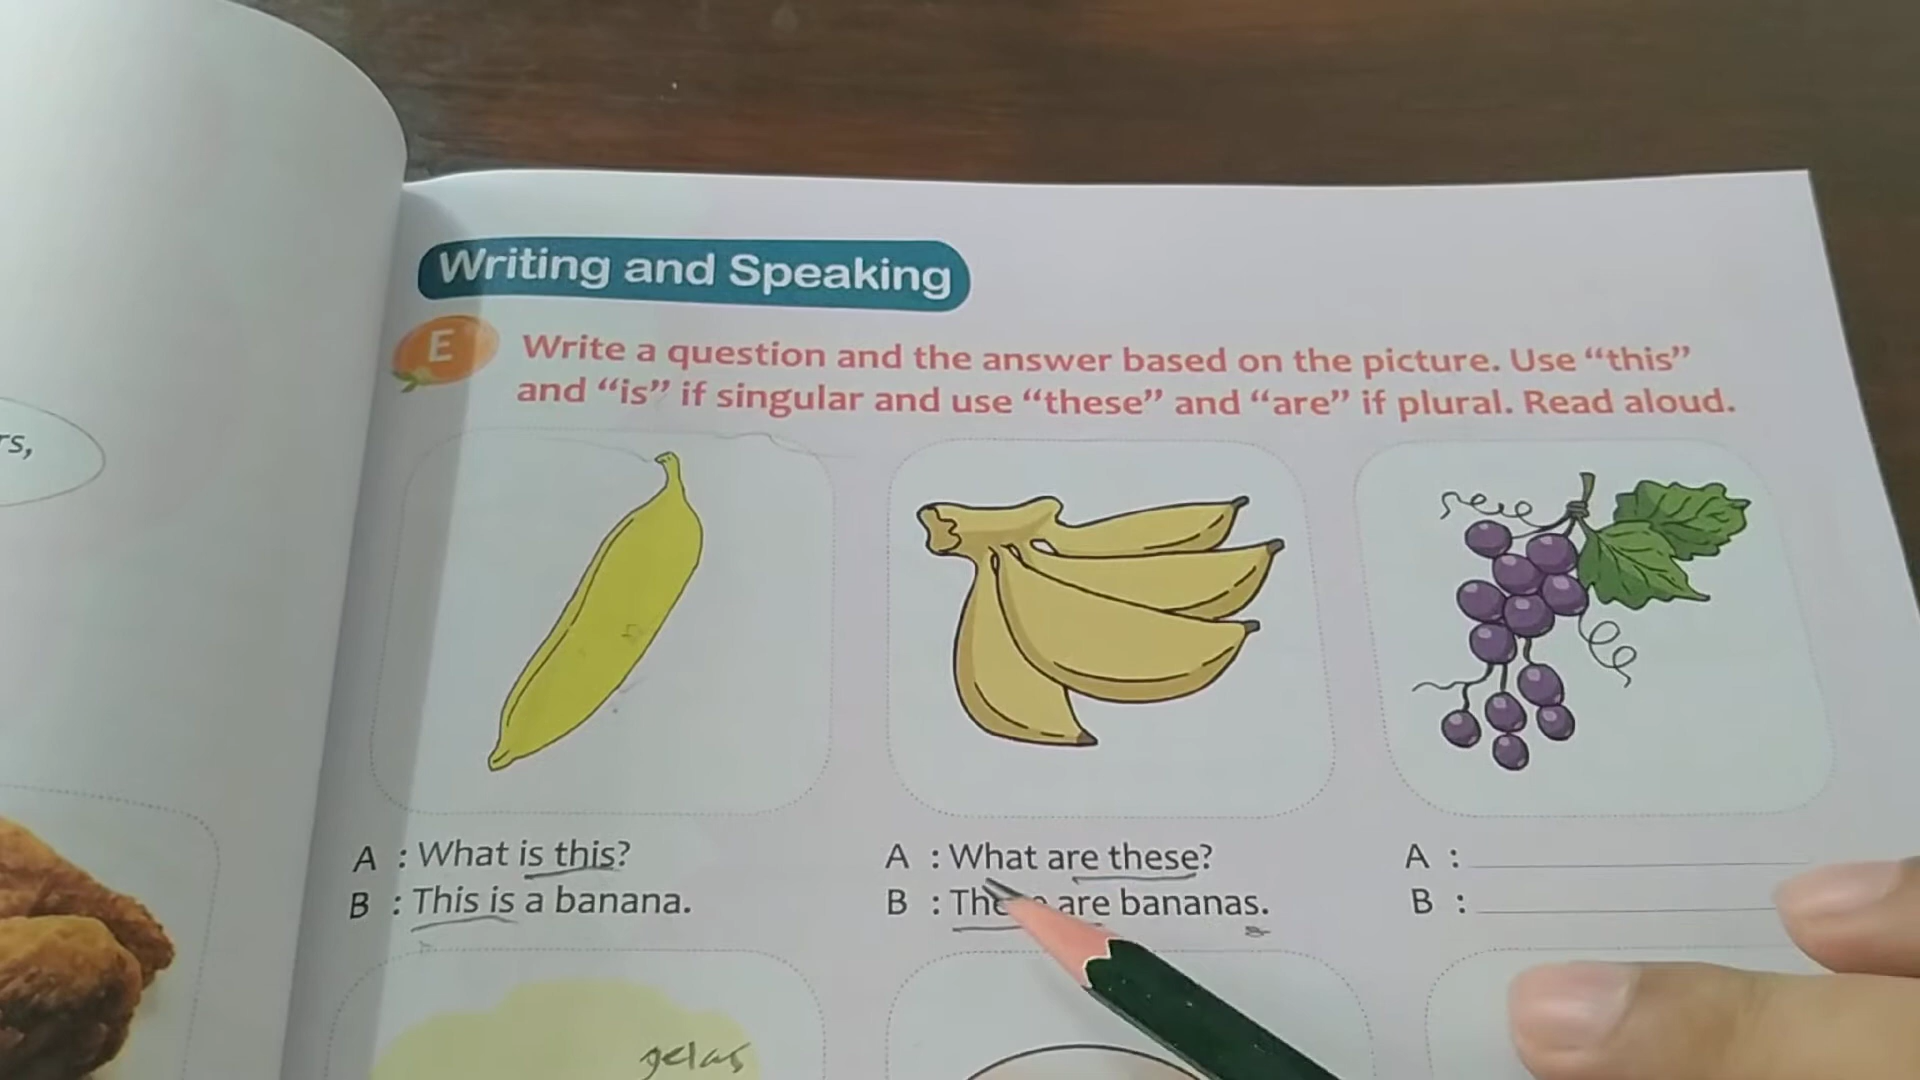 rs,
Writing and Speaking
E
Write a question and the answer based on the picture. Use “this”
and “is” if singular and use “these” and “are” if plural. Read aloud.
A : What is this?
B : This is a banana.
A : What are these?
B : These are bananas.
s
A :
B :
gelas